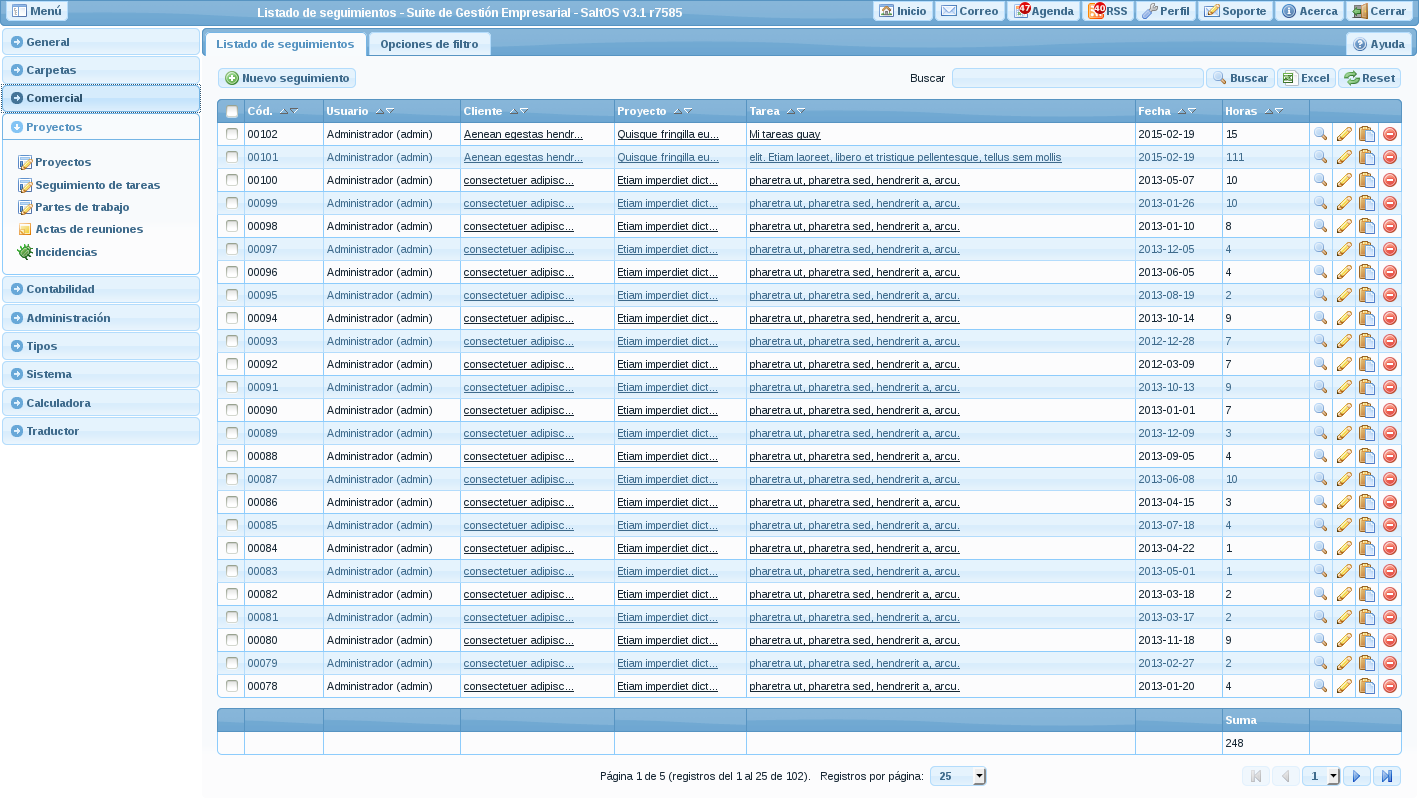 Menú Listado de seguimientos - Suite de Gestión Empresarial - SaltOS v3.1 r7585 Inicio Correo 47 Agenda 40 RSS Perfil Soporte Acerca Cerrar
General
Carpetas
Comercial
Proyectos
Proyectos
Seguimiento de tareas
Partes de trabajo
Actas de reuniones
Incidencias
Contabilidad
Administración
Tipos
Sistema
Calculadora
Traductor
Listado de seguimientos Opciones de filtro Ayuda
Nuevo seguimiento Buscar Buscar Excel Reset
Cód. Usuario Cliente Proyecto Tarea Fecha Horas
00102 Administrador (admin) Aenean egestas hendr... Quisque fringilla eu... Mi tareas guay 2015-02-19 15
00101 Administrador (admin) Aenean egestas hendr... Quisque fringilla eu... elit. Etiam laoreet, libero et tristique pellentesque, tellus sem mollis 2015-02-19 111
00100 Administrador (admin) consectetuer adipisc... Etiam imperdiet dict... pharetra ut, pharetra sed, hendrerit a, arcu. 2013-05-07 10
00099 Administrador (admin) consectetuer adipisc... Etiam imperdiet dict... pharetra ut, pharetra sed, hendrerit a, arcu. 2013-01-26 10
00098 Administrador (admin) consectetuer adipisc... Etiam imperdiet dict... pharetra ut, pharetra sed, hendrerit a, arcu. 2013-01-10 8
00097 Administrador (admin) consectetuer adipisc... Etiam imperdiet dict... pharetra ut, pharetra sed, hendrerit a, arcu. 2013-12-05 4
00096 Administrador (admin) consectetuer adipisc... Etiam imperdiet dict... pharetra ut, pharetra sed, hendrerit a, arcu. 2013-06-05 4
00095 Administrador (admin) consectetuer adipisc... Etiam imperdiet dict... pharetra ut, pharetra sed, hendrerit a, arcu. 2013-08-19 2
00094 Administrador (admin) consectetuer adipisc... Etiam imperdiet dict... pharetra ut, pharetra sed, hendrerit a, arcu. 2013-10-14 9
00093 Administrador (admin) consectetuer adipisc... Etiam imperdiet dict... pharetra ut, pharetra sed, hendrerit a, arcu. 2012-12-28 7
00092 Administrador (admin) consectetuer adipisc... Etiam imperdiet dict... pharetra ut, pharetra sed, hendrerit a, arcu. 2012-03-09 7
00091 Administrador (admin) consectetuer adipisc... Etiam imperdiet dict... pharetra ut, pharetra sed, hendrerit a, arcu. 2013-10-13 9
00090 Administrador (admin) consectetuer adipisc... Etiam imperdiet dict... pharetra ut, pharetra sed, hendrerit a, arcu. 2013-01-01 7
00089 Administrador (admin) consectetuer adipisc... Etiam imperdiet dict... pharetra ut, pharetra sed, hendrerit a, arcu. 2013-12-09 3
00088 Administrador (admin) consectetuer adipisc... Etiam imperdiet dict... pharetra ut, pharetra sed, hendrerit a, arcu. 2013-09-05 4
00087 Administrador (admin) consectetuer adipisc... Etiam imperdiet dict... pharetra ut, pharetra sed, hendrerit a, arcu. 2013-06-08 10
00086 Administrador (admin) consectetuer adipisc... Etiam imperdiet dict... pharetra ut, pharetra sed, hendrerit a, arcu. 2013-04-15 3
00085 Administrador (admin) consectetuer adipisc... Etiam imperdiet dict... pharetra ut, pharetra sed, hendrerit a, arcu. 2013-07-18 4
00084 Administrador (admin) consectetuer adipisc... Etiam imperdiet dict... pharetra ut, pharetra sed, hendrerit a, arcu. 2013-04-22 1
00083 Administrador (admin) consectetuer adipisc... Etiam imperdiet dict... pharetra ut, pharetra sed, hendrerit a, arcu. 2013-05-01 1
00082 Administrador (admin) consectetuer adipisc... Etiam imperdiet dict... pharetra ut, pharetra sed, hendrerit a, arcu. 2013-03-18 2
00081 Administrador (admin) consectetuer adipisc... Etiam imperdiet dict... pharetra ut, pharetra sed, hendrerit a, arcu. 2013-03-17 2
00080 Administrador (admin) consectetuer adipisc... Etiam imperdiet dict... pharetra ut, pharetra sed, hendrerit a, arcu. 2013-11-18 9
00079 Administrador (admin) consectetuer adipisc... Etiam imperdiet dict... pharetra ut, pharetra sed, hendrerit a, arcu. 2013-02-27 2
00078 Administrador (admin) consectetuer adipisc... Etiam imperdiet dict... pharetra ut, pharetra sed, hendrerit a, arcu. 2013-01-20 4
Suma
248
Página 1 de 5 (registros del 1 al 25 de 102). Registros por página: 25 1